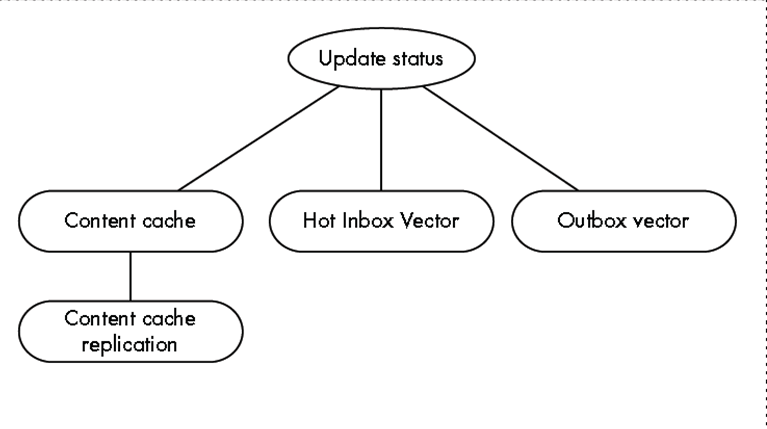 Update status
Content cache
Hot Inbox Vector
Outbox vector
Content cache
replication